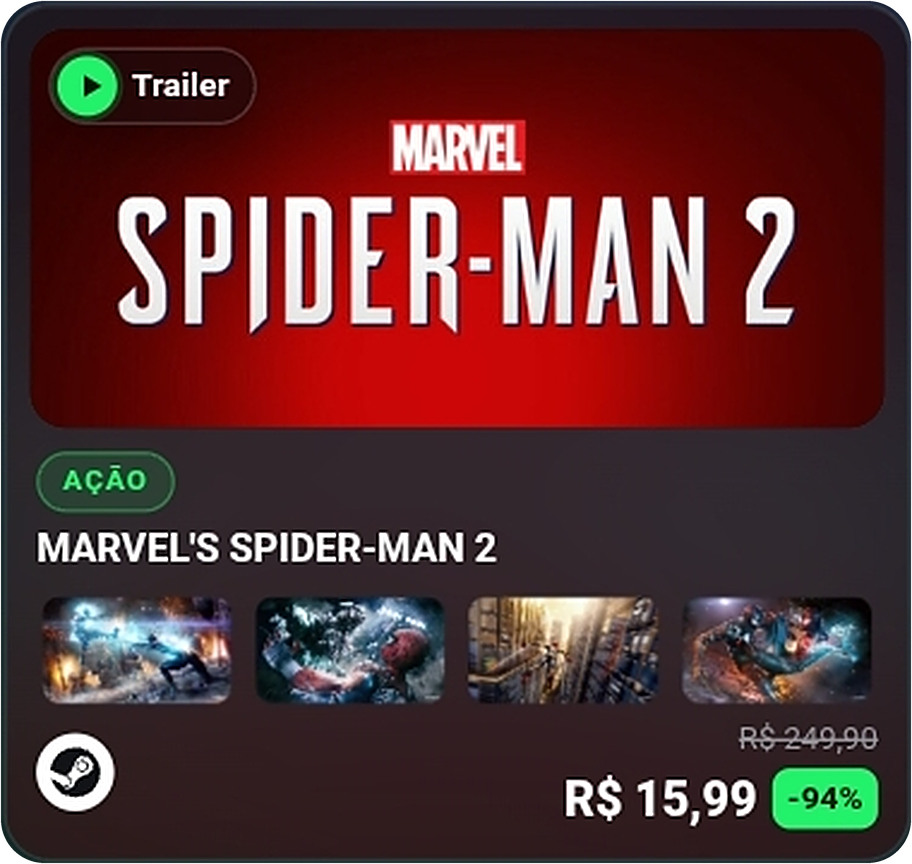 Trailer
MARVEL
SPIDER-MAN 2
AÇÃO
MARVEL'S SPIDER-MAN 2
R$ 249,90
R$ 15,99 -94%